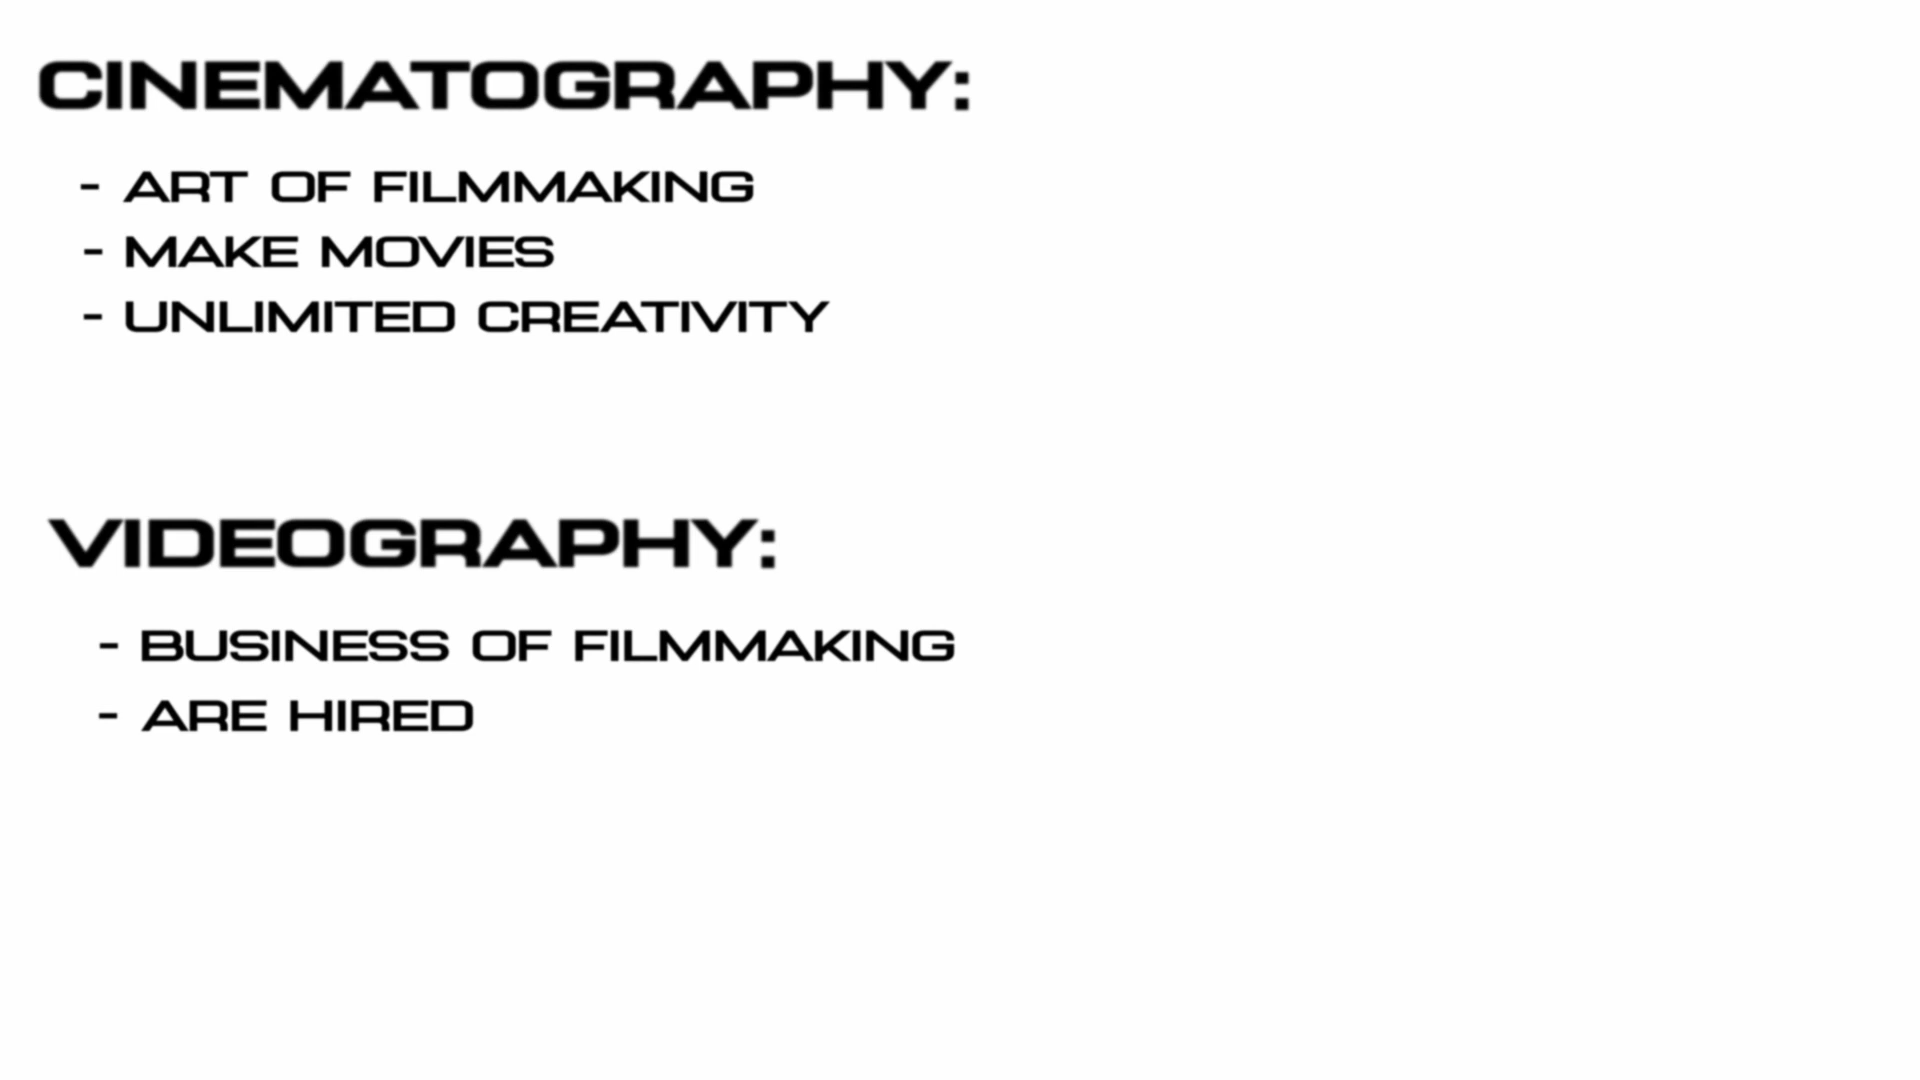 CINEMATOGRAPHY:
- ART OF FILMMAKING
- MAKE MOVIES
- UNLIMITED CREATIVITY
VIDEOGRAPHY:
- BUSINESS OF FILMMAKING
- ARE HIRED